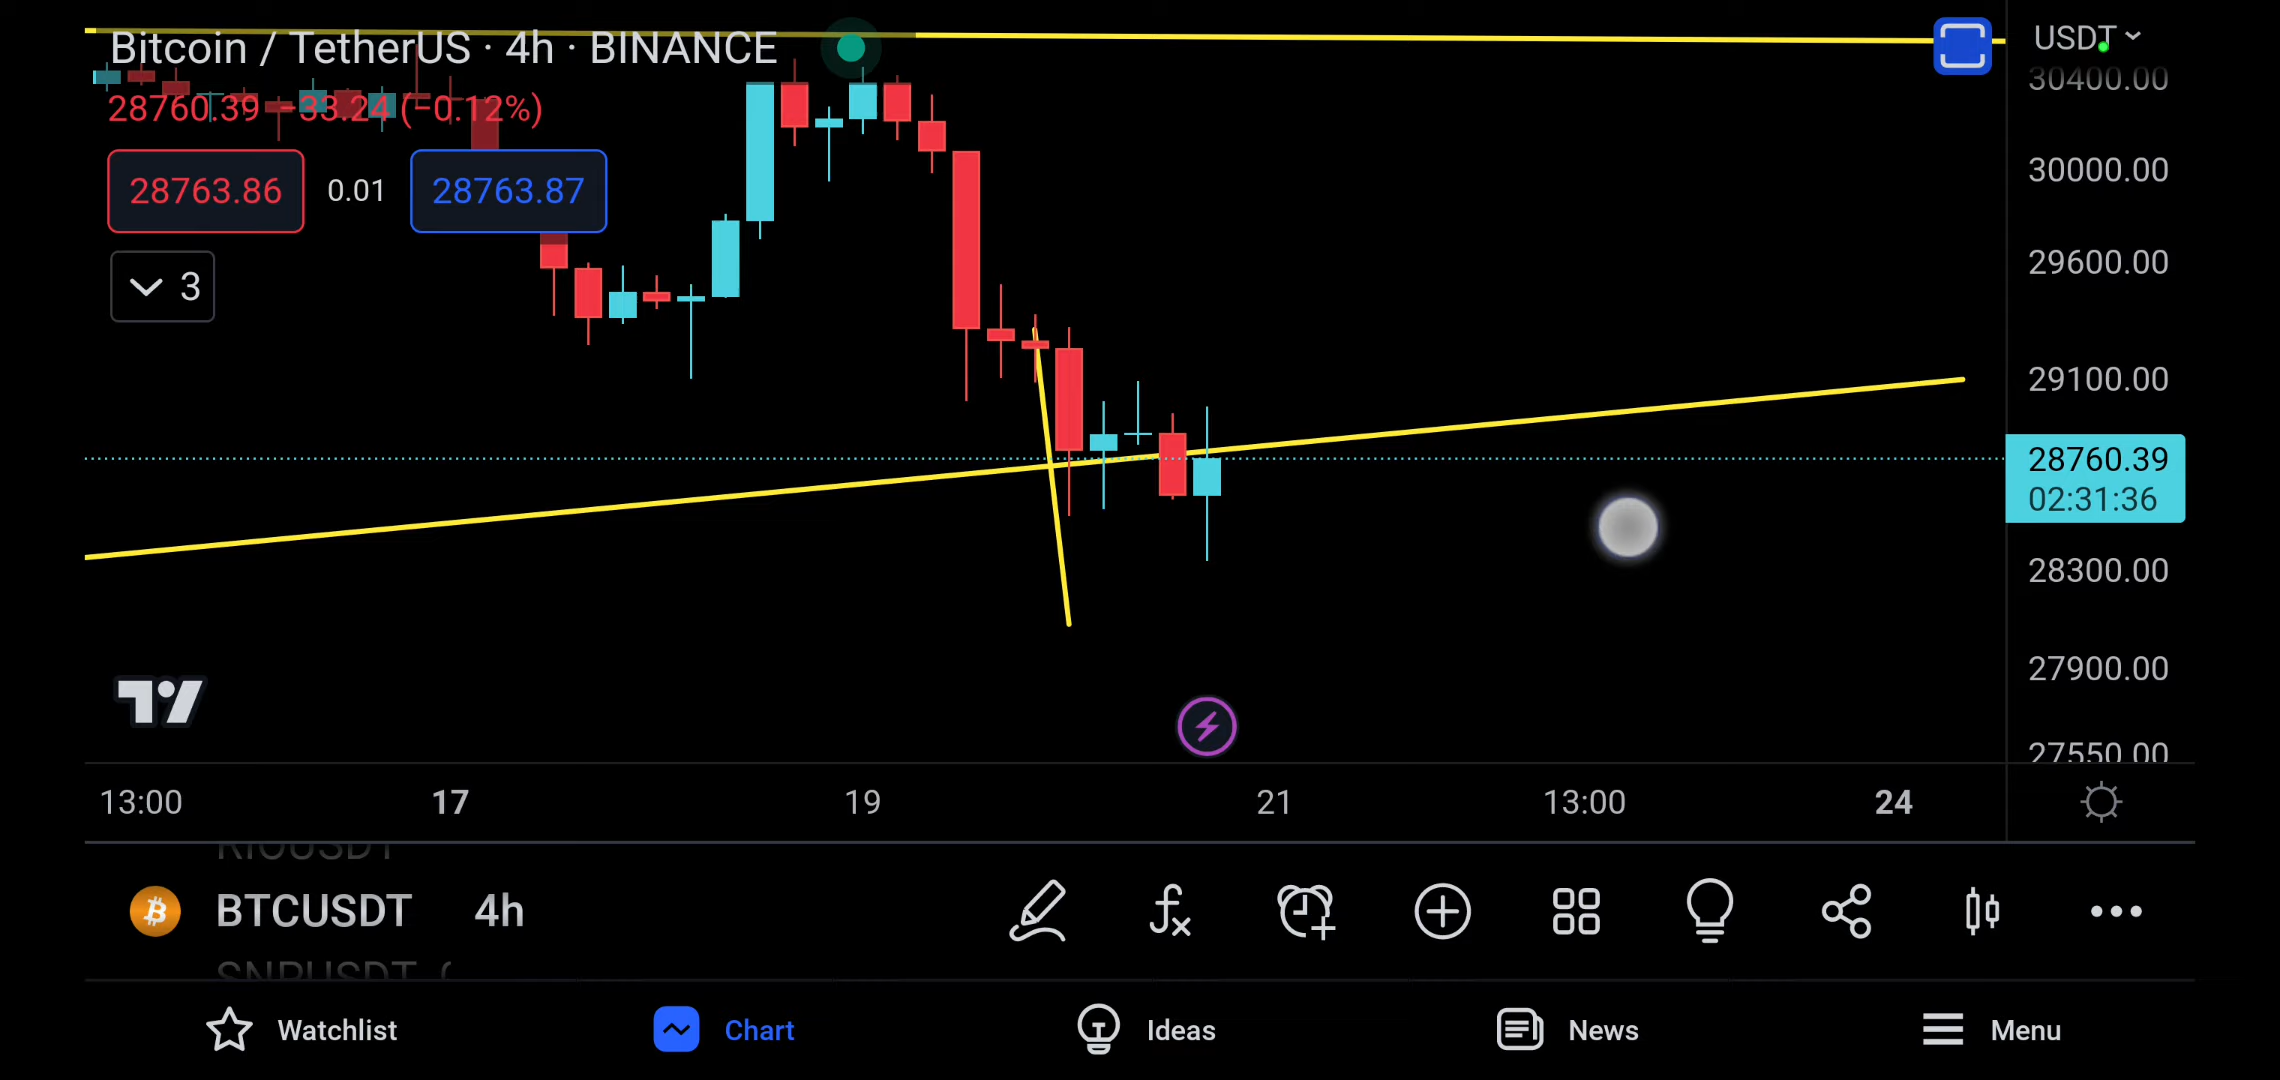 Bitcoin / TetherUS · 4h · BINANCE
USDT
30400.00
28760.39 −33.24 (−0.12%)
28763.86 0.01 28763.87
30000.00
29600.00
3
29100.00
28760.39
02:31:36
28300.00
27900.00
27550.00
13:00 17 19 21 13:00 24
BTCUSDT 4h
Watchlist Chart Ideas News Menu